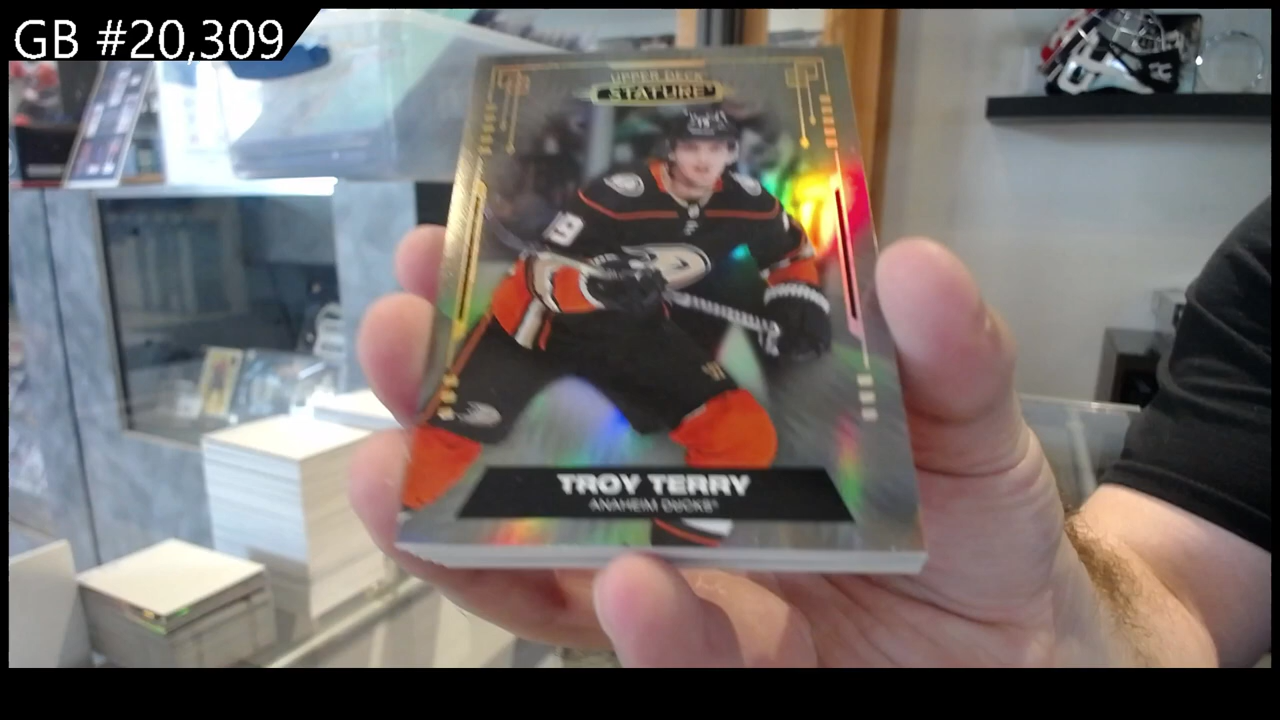 GB #20,309
UPPER DECK
STATURE
TROY TERRY
ANAHEIM DUCKS